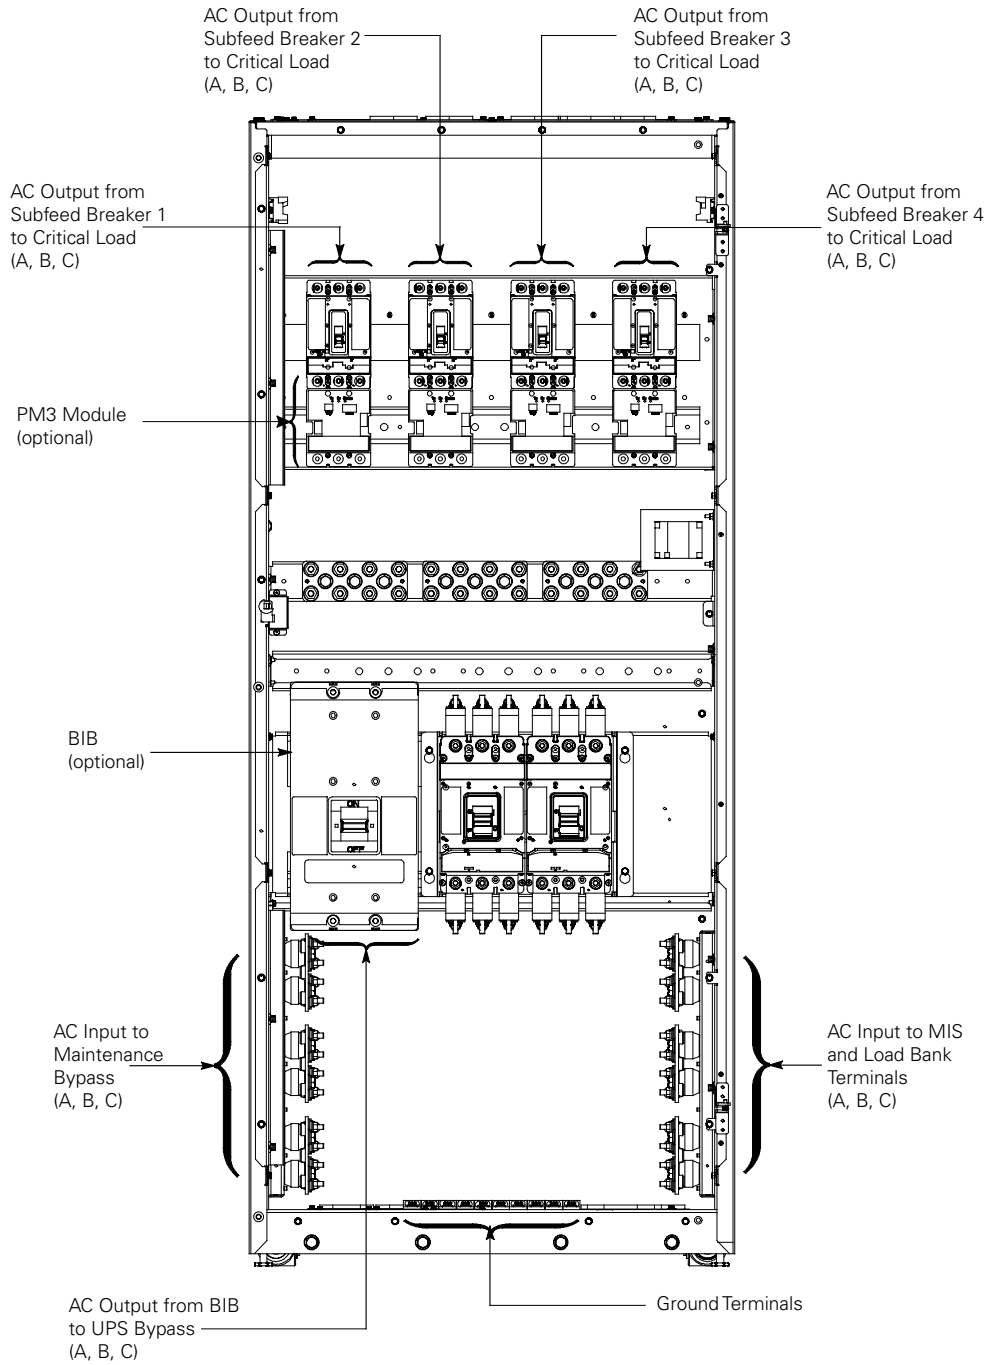 AC Output from
Subfeed Breaker 2
to Critical Load
(A, B, C)
AC Output from
Subfeed Breaker 3
to Critical Load
(A, B, C)
AC Output from
Subfeed Breaker 1
to Critical Load
(A, B, C)
AC Output from
Subfeed Breaker 4
to Critical Load
(A, B, C)
PM3 Module
(optional)
BIB
(optional)
ON
OFF
AC Input to
Maintenance
Bypass
(A, B, C)
AC Input to MIS
and Load Bank
Terminals
(A, B, C)
Ground Terminals
AC Output from BIB
to UPS Bypass
(A, B, C)